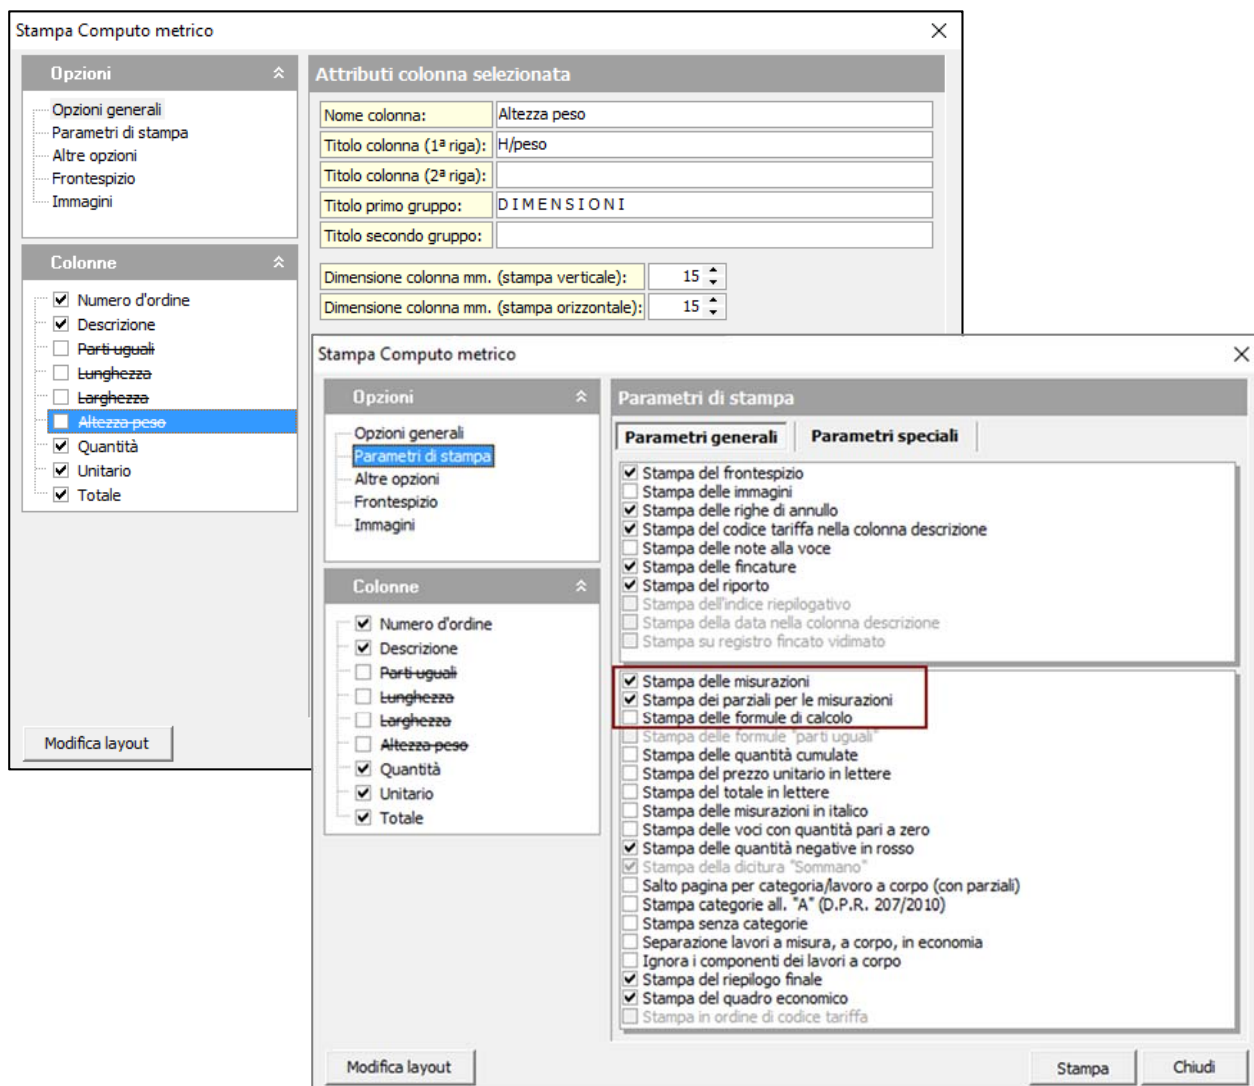 Stampa Computo metrico
Opzioni
Opzioni generali
Parametri di stampa
Altre opzioni
Frontespizio
Immagini
Colonne
Numero d'ordine
Descrizione
Parti uguali
Lunghezza
Larghezza
Altezza peso
Quantità
Unitario
Totale
Modifica layout
Attributi colonna selezionata
Nome colonna: Altezza peso
Titolo colonna (1ª riga): H/peso
Titolo colonna (2ª riga):
Titolo primo gruppo: D I M E N S I O N I
Titolo secondo gruppo:
Dimensione colonna mm. (stampa verticale): 15
Dimensione colonna mm. (stampa orizzontale): 15
Stampa Computo metrico
Opzioni
Opzioni generali
Parametri di stampa
Altre opzioni
Frontespizio
Immagini
Colonne
Numero d'ordine
Descrizione
Parti uguali
Lunghezza
Larghezza
Altezza peso
Quantità
Unitario
Totale
Modifica layout
Parametri di stampa
Parametri generali Parametri speciali
Stampa del frontespizio
Stampa delle immagini
Stampa delle righe di annullo
Stampa del codice tariffa nella colonna descrizione
Stampa delle note alla voce
Stampa delle fincature
Stampa del riporto
Stampa dell'indice riepilogativo
Stampa della data nella colonna descrizione
Stampa su registro fincato vidimato
Stampa delle misurazioni
Stampa dei parziali per le misurazioni
Stampa delle formule di calcolo
Stampa delle formule "parti uguali"
Stampa delle quantità cumulate
Stampa del prezzo unitario in lettere
Stampa del totale in lettere
Stampa delle misurazioni in italico
Stampa delle voci con quantità pari a zero
Stampa delle quantità negative in rosso
Stampa della dicitura "Sommano"
Salto pagina per categoria/lavoro a corpo (con parziali)
Stampa categorie all. "A" (D.P.R. 207/2010)
Stampa senza categorie
Separazione lavori a misura, a corpo, in economia
Ignora i componenti dei lavori a corpo
Stampa del riepilogo finale
Stampa del quadro economico
Stampa in ordine di codice tariffa
Stampa Chiudi